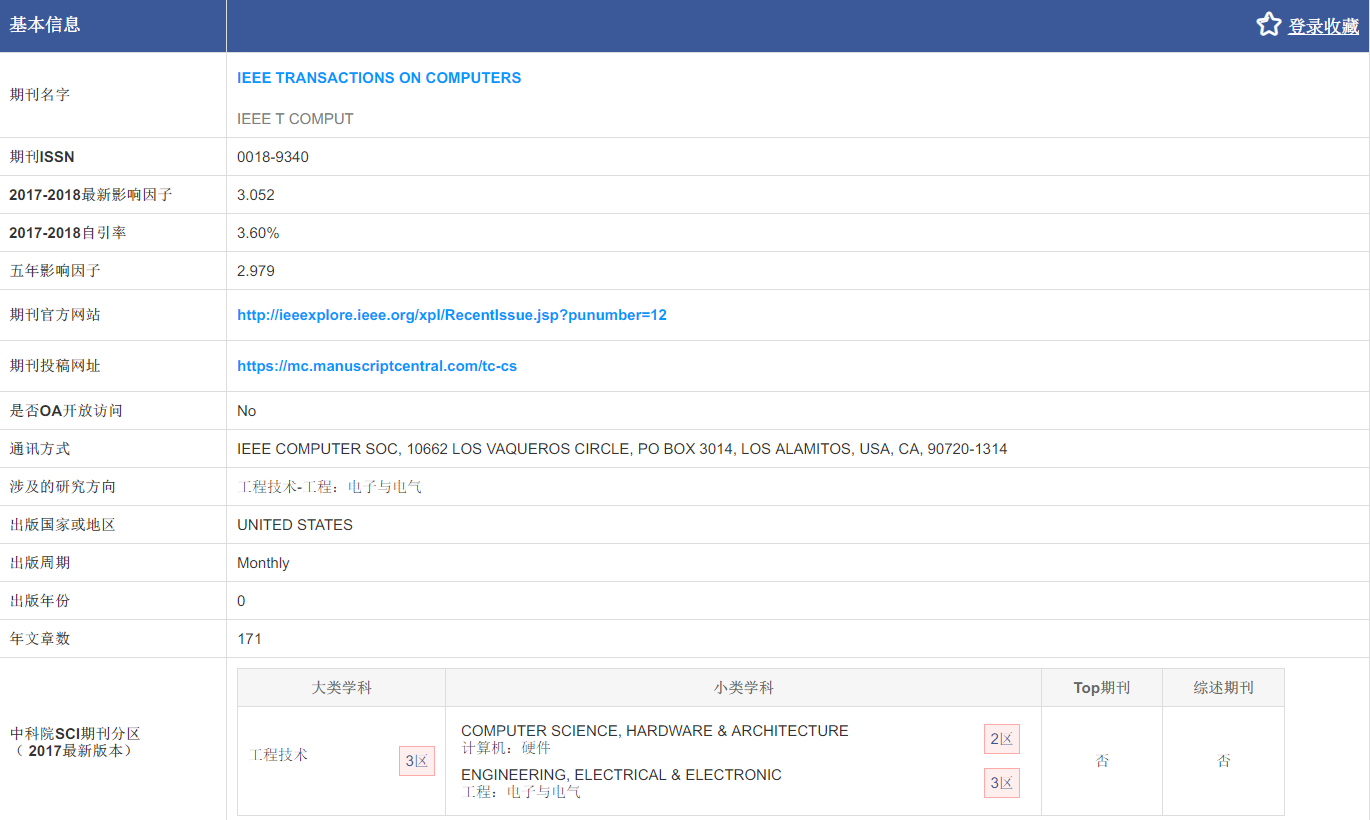 基本信息
登录收藏
期刊名字
IEEE TRANSACTIONS ON COMPUTERS
IEEE T COMPUT
期刊ISSN
0018-9340
2017-2018最新影响因子
3.052
2017-2018自引率
3.60%
五年影响因子
2.979
期刊官方网站
http://ieeexplore.ieee.org/xpl/RecentIssue.jsp?punumber=12
期刊投稿网址
https://mc.manuscriptcentral.com/tc-cs
是否OA开放访问
No
通讯方式
IEEE COMPUTER SOC, 10662 LOS VAQUEROS CIRCLE, PO BOX 3014, LOS ALAMITOS, USA, CA, 90720-1314
涉及的研究方向
工程技术-工程：电子与电气
出版国家或地区
UNITED STATES
出版周期
Monthly
出版年份
0
年文章数
171
中科院SCI期刊分区
（ 2017最新版本）
大类学科
小类学科
Top期刊
综述期刊
工程技术
3区
COMPUTER SCIENCE, HARDWARE & ARCHITECTURE
计算机：硬件
2区
ENGINEERING, ELECTRICAL & ELECTRONIC
工程：电子与电气
3区
否
否